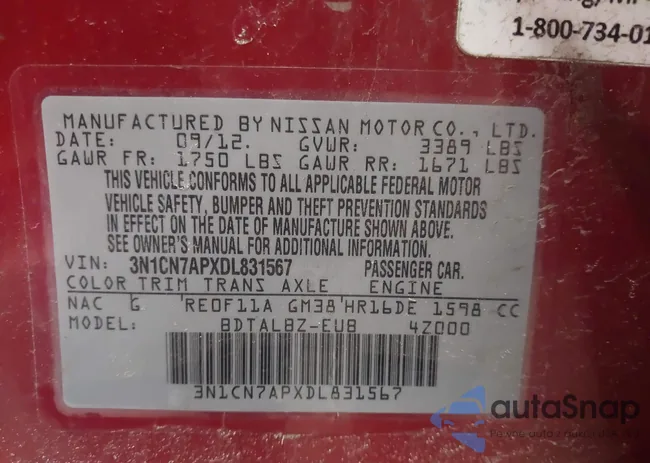 1-800-734-01
MANUFACTURED BY NISSAN MOTOR CO., LTD.
DATE: 09/12. GVWR: 3389 LBS
GAWR FR: 1750 LBS GAWR RR: 1671 LBS
THIS VEHICLE CONFORMS TO ALL APPLICABLE FEDERAL MOTOR
VEHICLE SAFETY, BUMPER AND THEFT PREVENTION STANDARDS
IN EFFECT ON THE DATE OF MANUFACTURE SHOWN ABOVE.
SEE OWNER'S MANUAL FOR ADDITIONAL INFORMATION.
VIN: 3N1CN7APXDL831567 PASSENGER CAR.
COLOR TRIM TRANS AXLE ENGINE
NAC G RE0F11A GM38 HR16DE 1598 CC
MODEL: BDTALBZ-EUB 4Z000
3N1CN7APXDL831567
autoSnap